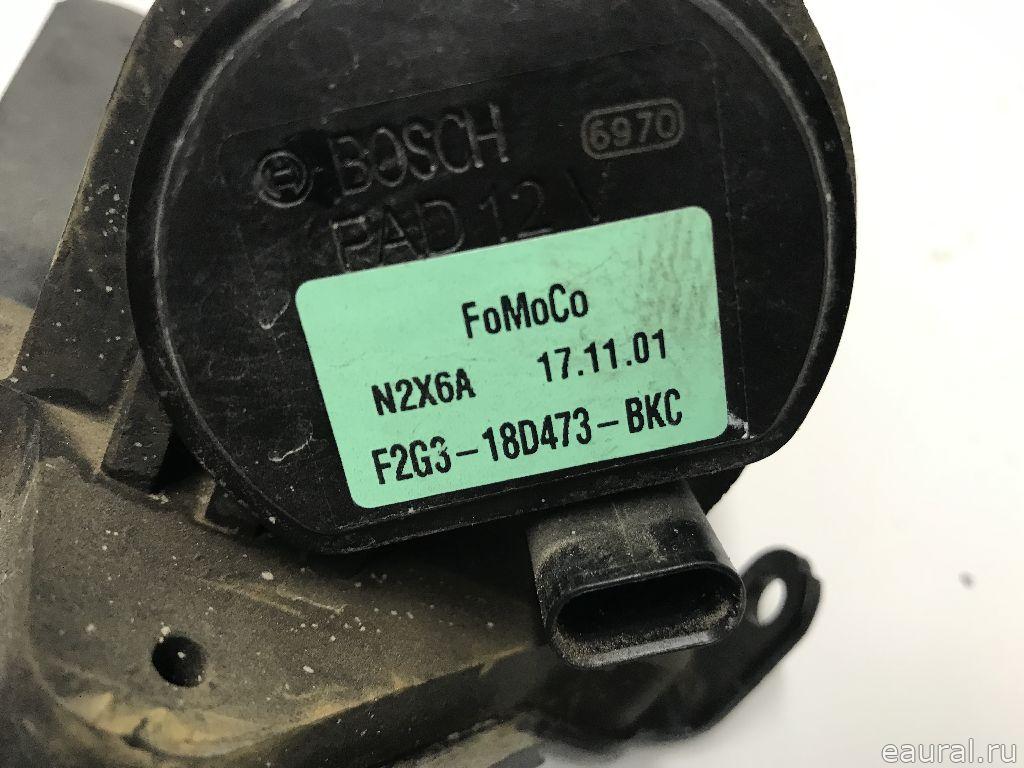 BOSCH
6970
PAD 12 V
FoMoCo
N2X6A 17.11.01
F2G3-18D473-BKC
eaural.ru